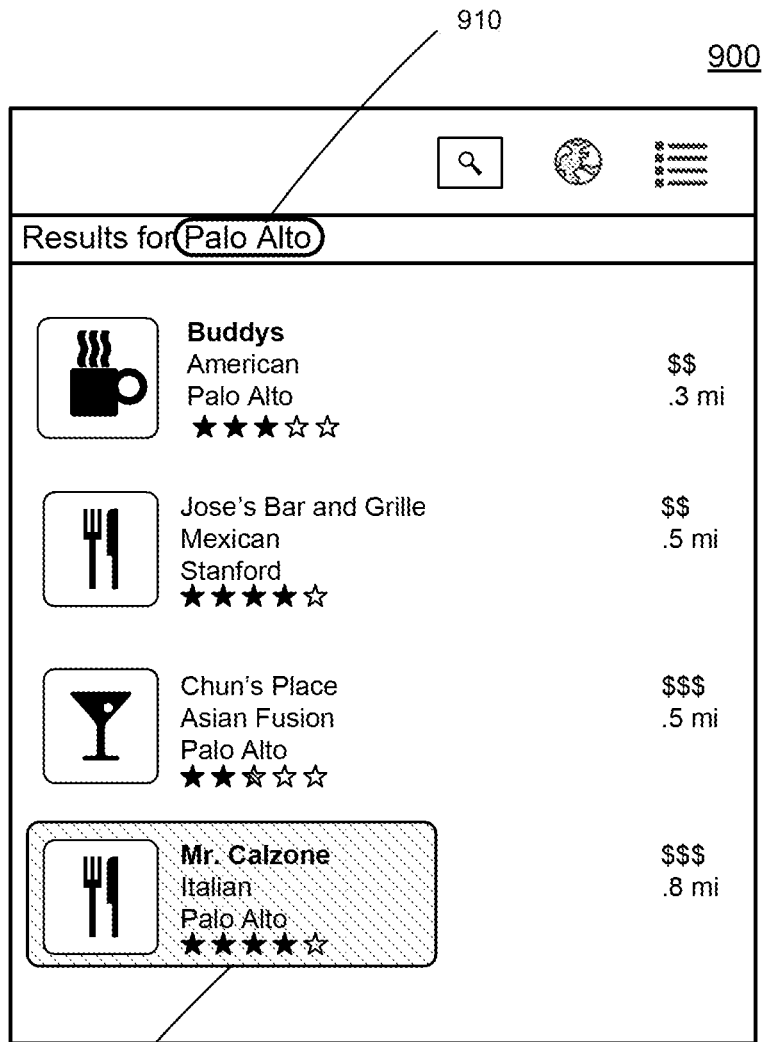 910
900
Results for Palo Alto
Buddys
American $$
Palo Alto .3 mi
Jose's Bar and Grille $$
Mexican .5 mi
Stanford
Chun's Place $$$
Asian Fusion .5 mi
Palo Alto
Mr. Calzone $$$
Italian .8 mi
Palo Alto